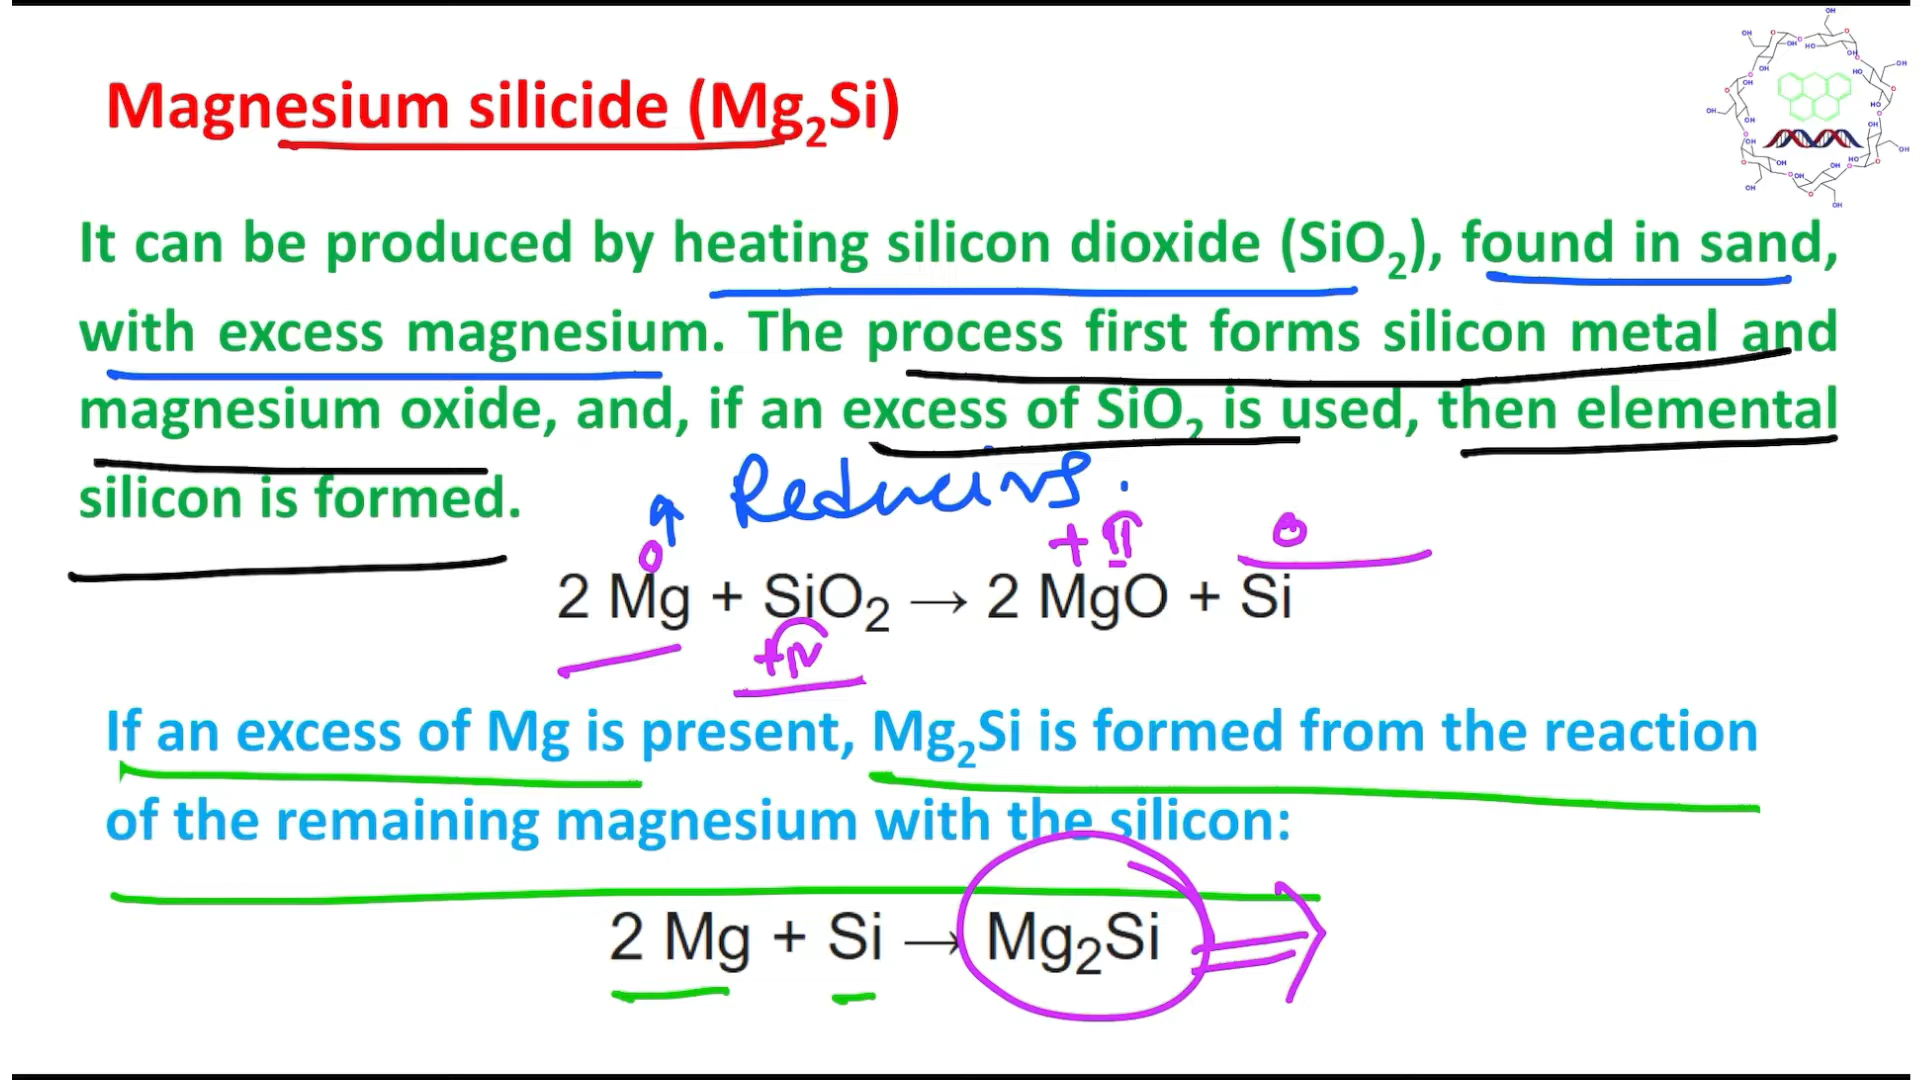 Magnesium silicide (Mg₂Si)
It can be produced by heating silicon dioxide (SiO₂), found in sand,
with excess magnesium. The process first forms silicon metal and
magnesium oxide, and, if an excess of SiO₂ is used, then elemental
silicon is formed.
Reducing.
0 +II 0
2 Mg + SiO₂ → 2 MgO + Si
+IV
If an excess of Mg is present, Mg₂Si is formed from the reaction
of the remaining magnesium with the silicon:
2 Mg + Si → Mg₂Si